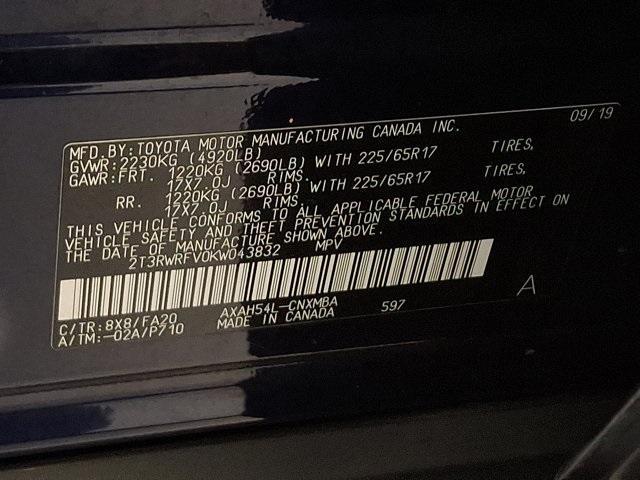 09/19
MFD.BY:TOYOTA MOTOR MANUFACTURING CANADA INC.
GVWR:2230KG (4920LB)
GAWR:FRT. 1220KG (2690LB) WITH 225/65R17 TIRES,
17X7.0J RIMS.
RR. 1220KG (2690LB) WITH 225/65R17 TIRES,
17X7.0J RIMS.
THIS VEHICLE CONFORMS TO ALL APPLICABLE FEDERAL MOTOR
VEHICLE SAFETY AND THEFT PREVENTION STANDARDS IN EFFECT ON
THE DATE OF MANUFACTURE SHOWN ABOVE.
2T3RWRFV0KW043832 MPV
C/TR:8X8/FA20 AXAH54L-CNXMBA 597 A
A/TM:-02A/P710 MADE IN CANADA